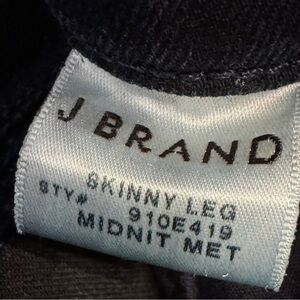 J BRAND
SKINNY LEG
STY# 910E419
MIDNIT MET